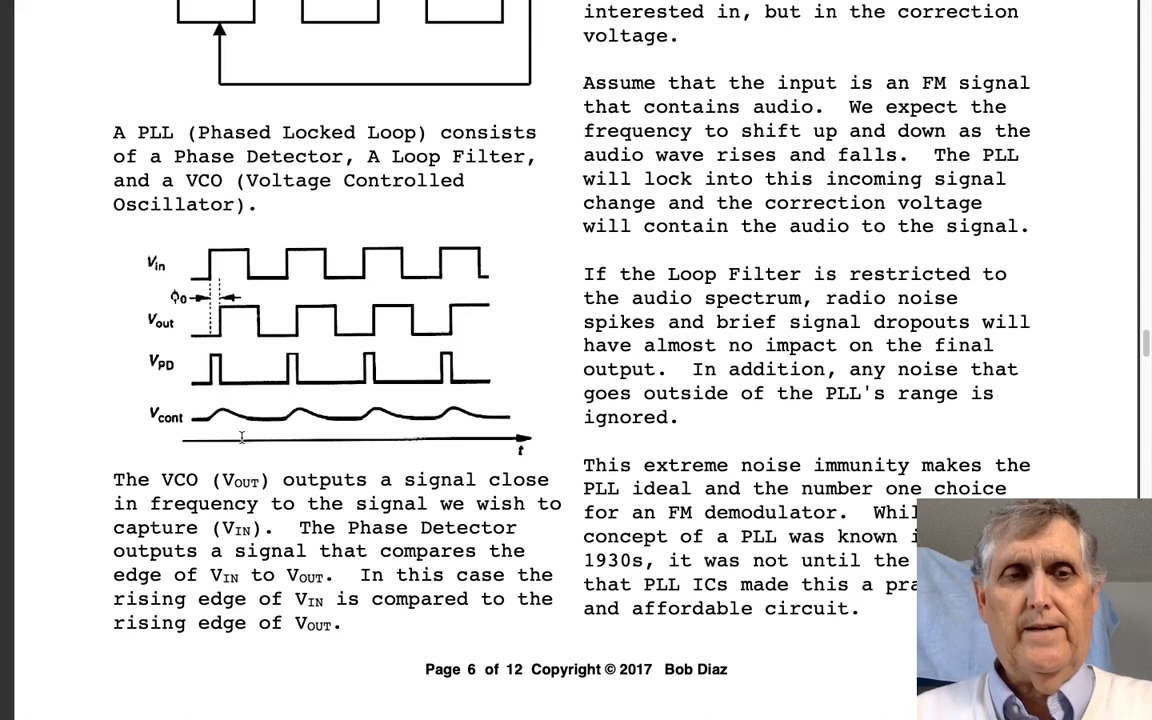 A PLL (Phased Locked Loop) consists
of a Phase Detector, A Loop Filter,
and a VCO (Voltage Controlled
Oscillator).
Vin
ϕ0
Vout
VPD
Vcont
t
The VCO (VOUT) outputs a signal close
in frequency to the signal we wish to
capture (VIN).  The Phase Detector
outputs a signal that compares the
edge of VIN to VOUT.  In this case the
rising edge of VIN is compared to the
rising edge of VOUT.
interested in, but in the correction
voltage.
Assume that the input is an FM signal
that contains audio.  We expect the
frequency to shift up and down as the
audio wave rises and falls.  The PLL
will lock into this incoming signal
change and the correction voltage
will contain the audio to the signal.
If the Loop Filter is restricted to
the audio spectrum, radio noise
spikes and brief signal dropouts will
have almost no impact on the final
output.  In addition, any noise that
goes outside of the PLL's range is
ignored.
This extreme noise immunity makes the
PLL ideal and the number one choice
for an FM demodulator.
concept of a PLL was known
1930s, it was not until the
that PLL ICs made this a
and affordable circuit.
Page 6 of 12 Copyright © 2017 Bob Diaz